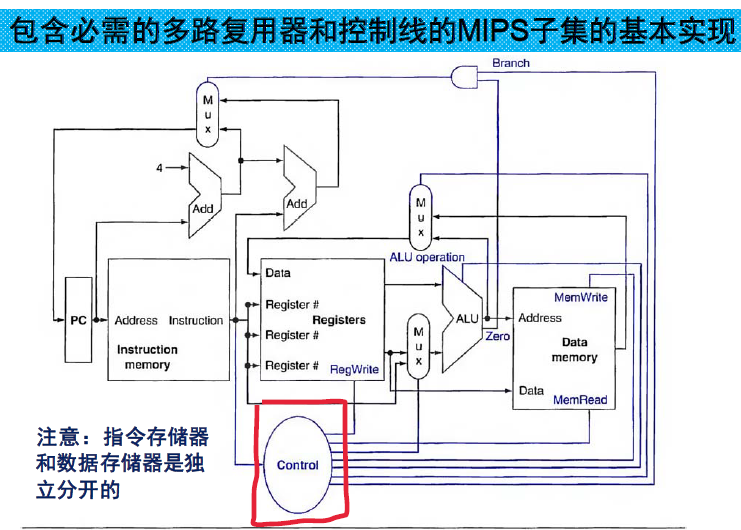 包含必需的多路复用器和控制线的MIPS子集的基本实现
Branch
M
u
x
4
Add
Add
M
u
x
ALU operation
Data
PC
Address
Instruction
Instruction
memory
Register #
Registers
Register #
Register #
RegWrite
M
u
x
ALU
Zero
MemWrite
Address
Data
memory
Data
MemRead
注意：指令存储器
和数据存储器是独
立分开的
Control